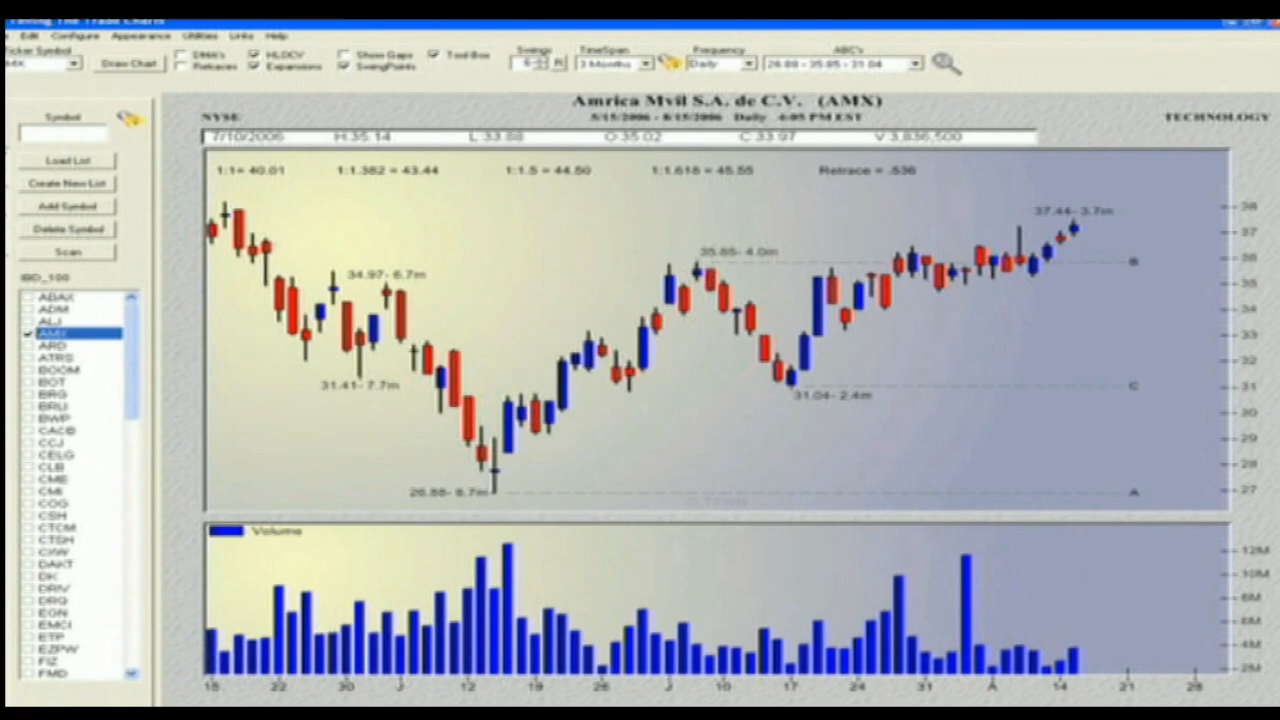 Timing The Trade Charts
Edit Configure Appearance Utilities Links Help
Ticker Symbol
AMX
Draw Chart
DMA's
Retraces
HLOCV
Expansions
Show Gaps
SwingPoints
Tool Box
Swings
6
TimeSpan
3 Months
Frequency
Daily
ABC's
26.88 - 35.85 - 31.04
Amrica Mvil S.A. de C.V. (AMX)
NYSE
5/15/2006 - 8/15/2006 Daily 4:05 PM EST
TECHNOLOGY
7/10/2006 H:35.14 L:33.88 O:35.02 C:33.97 V:3,836,500
1:1= 40.01 1:1.382 = 43.44 1:1.5 = 44.50 1:1.618 = 45.55 Retrace = .536
Symbol
Load List
Create New List
Add Symbol
Delete Symbol
Scan
IBD_100
ABAX
ADM
ALJ
AMX
ARD
ATRS
BOOM
BOT
BRG
BRLI
BWP
CACB
CCJ
CELG
CLB
CME
CMI
COG
CSH
CTCM
CTSH
CXW
DAKT
DK
DRIV
DRQ
EGN
EMCI
ETP
EZPW
FIZ
FMD
37.44- 3.7m
35.85- 4.0m
34.97- 6.7m
31.41- 7.7m
31.04- 2.4m
26.88- 8.7m
B
C
A
38
37
36
35
34
33
32
31
30
29
28
27
Volume
12M
10M
8M
6M
4M
2M
15 22 30 J 12 19 26 J 10 17 24 31 A 14 21 28